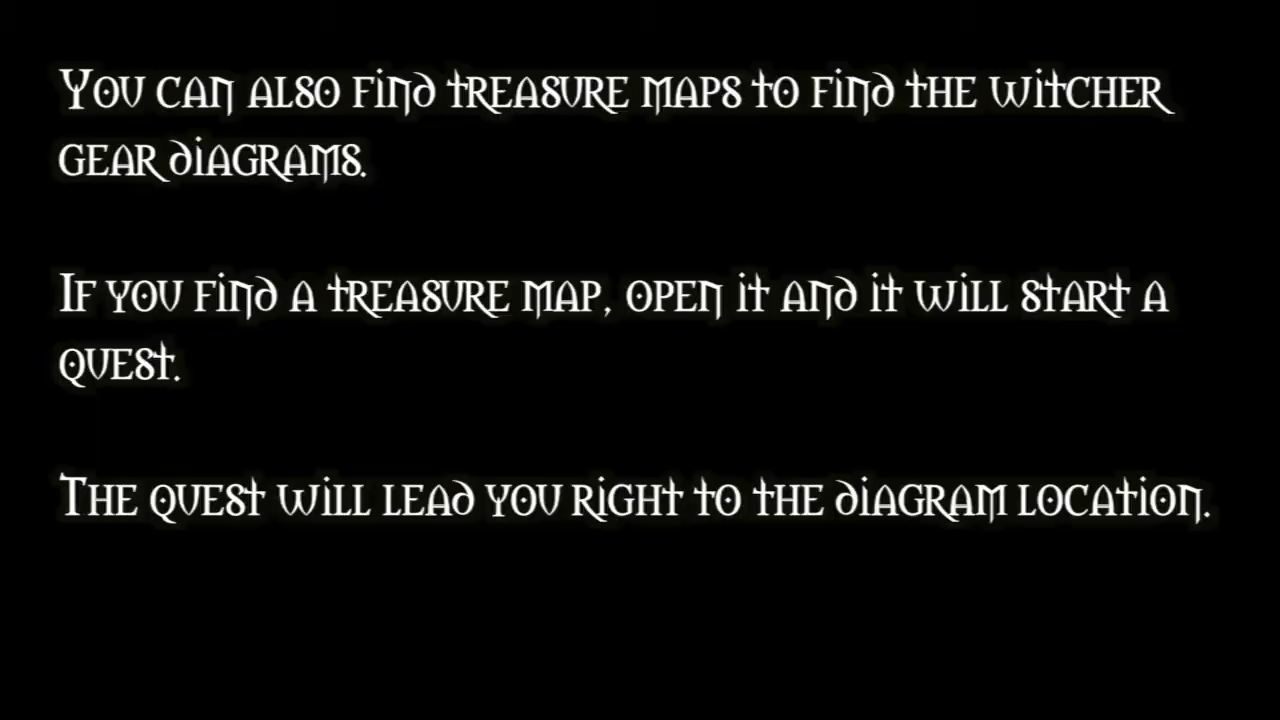 You can also find treasure maps to find the witcher
gear diagrams.
If you find a treasure map, open it and it will start a
quest.
The quest will lead you right to the diagram location.